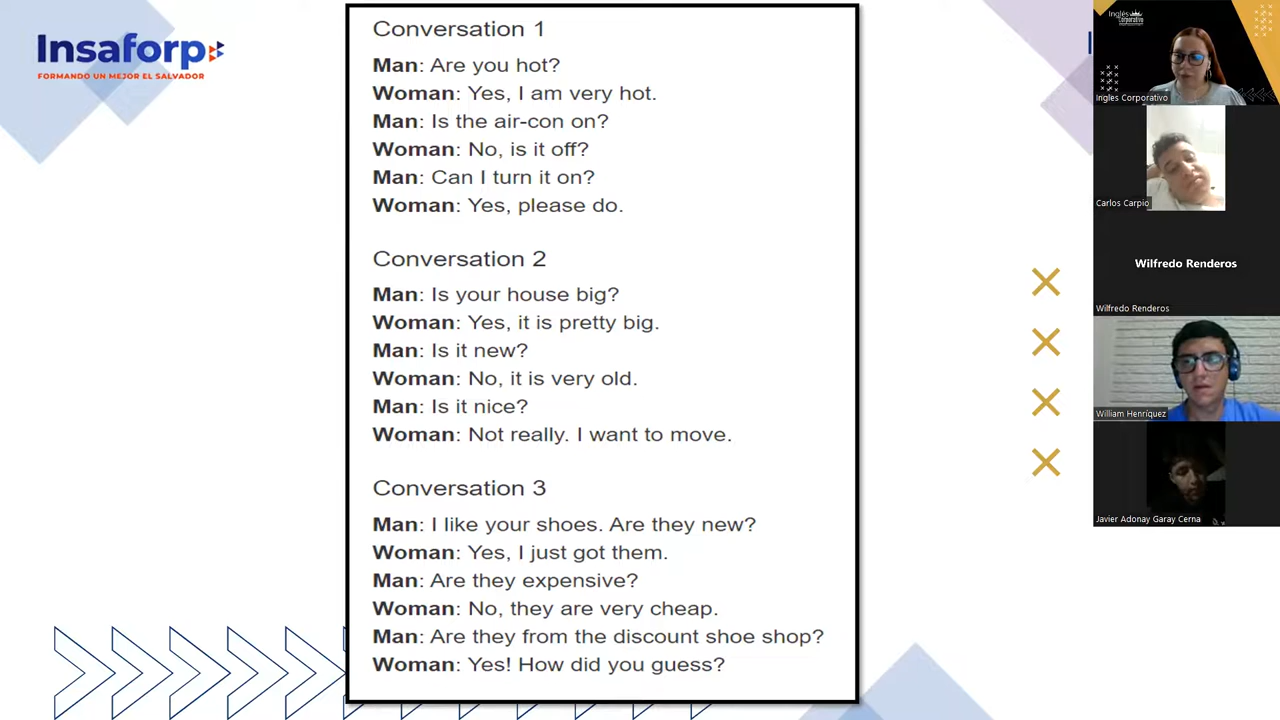 Insaforp
FORMANDO UN MEJOR EL SALVADOR
Conversation 1
Man: Are you hot?
Woman: Yes, I am very hot.
Man: Is the air-con on?
Woman: No, is it off?
Man: Can I turn it on?
Woman: Yes, please do.
Conversation 2
Man: Is your house big?
Woman: Yes, it is pretty big.
Man: Is it new?
Woman: No, it is very old.
Man: Is it nice?
Woman: Not really. I want to move.
Conversation 3
Man: I like your shoes. Are they new?
Woman: Yes, I just got them.
Man: Are they expensive?
Woman: No, they are very cheap.
Man: Are they from the discount shoe shop?
Woman: Yes! How did you guess?
Inglés
Corporativo
Ingles Corporativo
Carlos Carpio
Wilfredo Renderos
Wilfredo Renderos
William Henríquez
Javier Adonay Garay Cerna